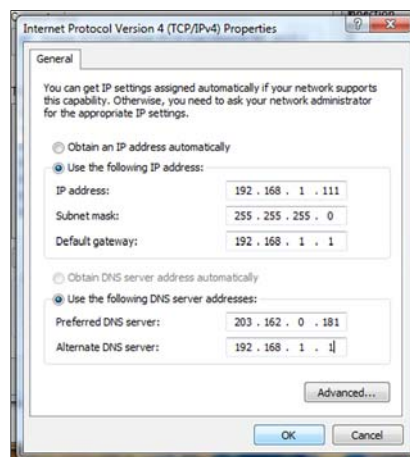 Internet Protocol Version 4 (TCP/IPv4) Properties
General
You can get IP settings assigned automatically if your network supports
this capability. Otherwise, you need to ask your network administrator
for the appropriate IP settings.
Obtain an IP address automatically
Use the following IP address:
IP address: 192 . 168 . 1 . 111
Subnet mask: 255 . 255 . 255 . 0
Default gateway: 192 . 168 . 1 . 1
Obtain DNS server address automatically
Use the following DNS server addresses:
Preferred DNS server: 203 . 162 . 0 . 181
Alternate DNS server: 192 . 168 . 1 . 1
Advanced...
OK Cancel